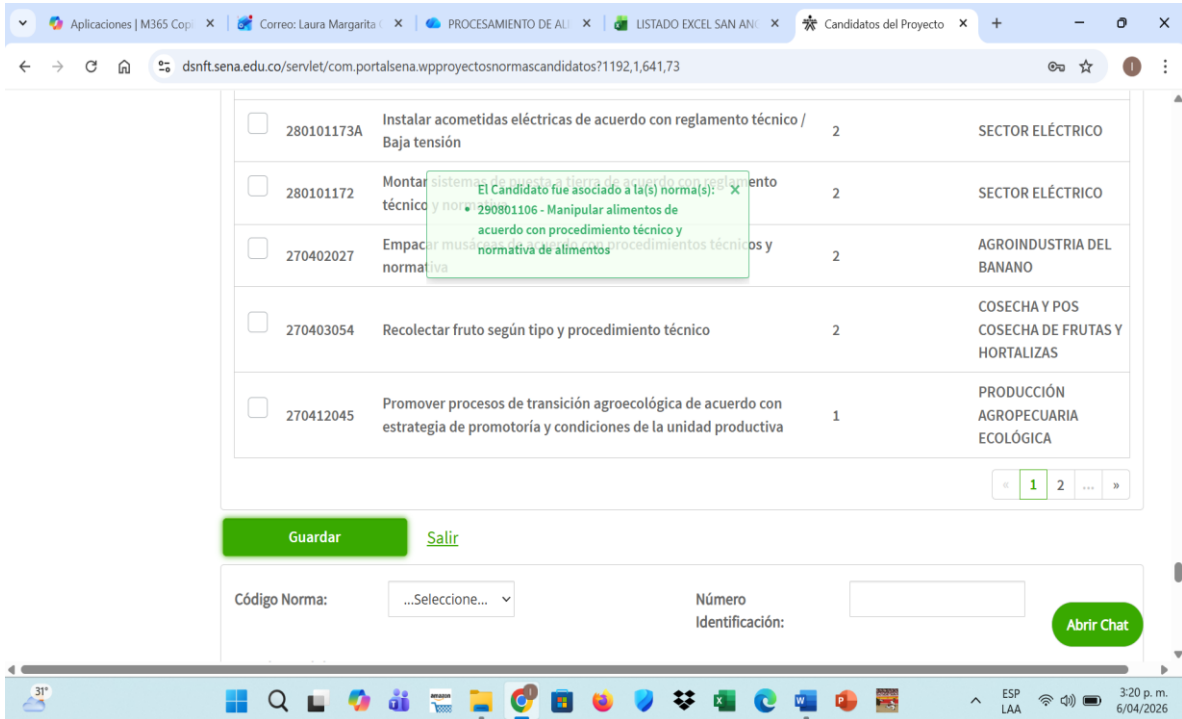 Aplicaciones | M365 Cop
Correo: Laura Margarita
PROCESAMIENTO DE AL
LISTADO EXCEL SAN AN
Candidatos del Proyecto
dsnft.sena.edu.co/servlet/com.portalsena.wpproyectosnormascandidatos?1192,1,641,73
280101173A
Instalar acometidas eléctricas de acuerdo con reglamento técnico /
Baja tensión
2
SECTOR ELÉCTRICO
280101172
Montar sistemas de puesta a tierra de acuerdo con reglamento
técnico y normativa
2
SECTOR ELÉCTRICO
El Candidato fue asociado a la(s) norma(s):
290801106 - Manipular alimentos de
acuerdo con procedimiento técnico y
normativa de alimentos
270402027
Empacar musáceas de acuerdo con procedimientos técnicos y
normativa
2
AGROINDUSTRIA DEL
BANANO
270403054
Recolectar fruto según tipo y procedimiento técnico
2
COSECHA Y POS
COSECHA DE FRUTAS Y
HORTALIZAS
270412045
Promover procesos de transición agroecológica de acuerdo con
estrategia de promotoría y condiciones de la unidad productiva
1
PRODUCCIÓN
AGROPECUARIA
ECOLÓGICA
« 1 2 ... »
Guardar
Salir
Código Norma:
...Seleccione...
Número
Identificación:
Abrir Chat
31°
ESP
LAA
3:20 p. m.
6/04/2026